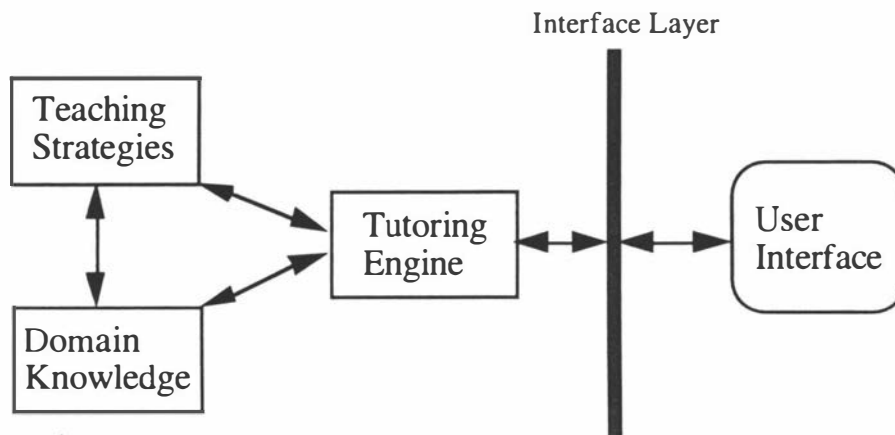 Interface Layer
Teaching
Strategies
Tutoring
Engine
User
Interface
Domain
Knowledge